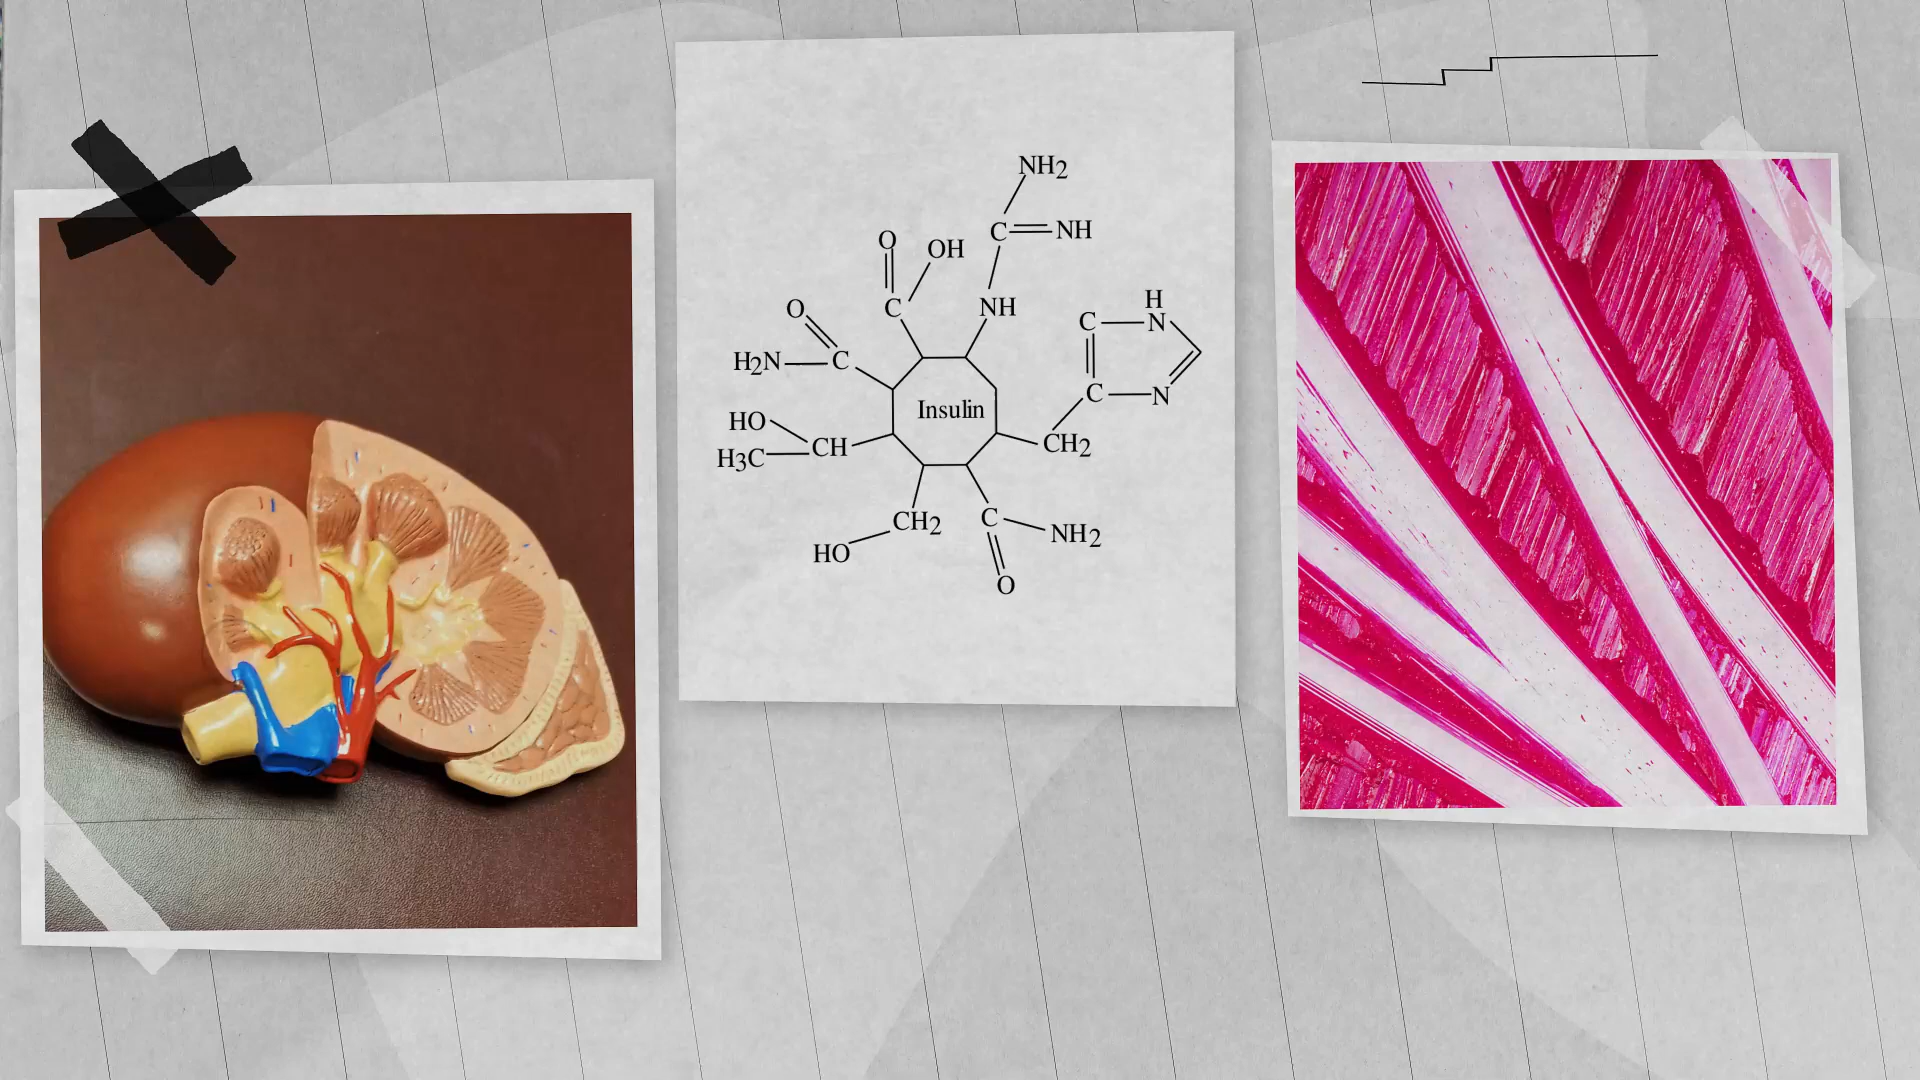 NH2
C NH
O OH
C NH
H
O C N
H2N C
C N
Insulin
HO
H3C CH CH2
CH2 C NH2
HO
O